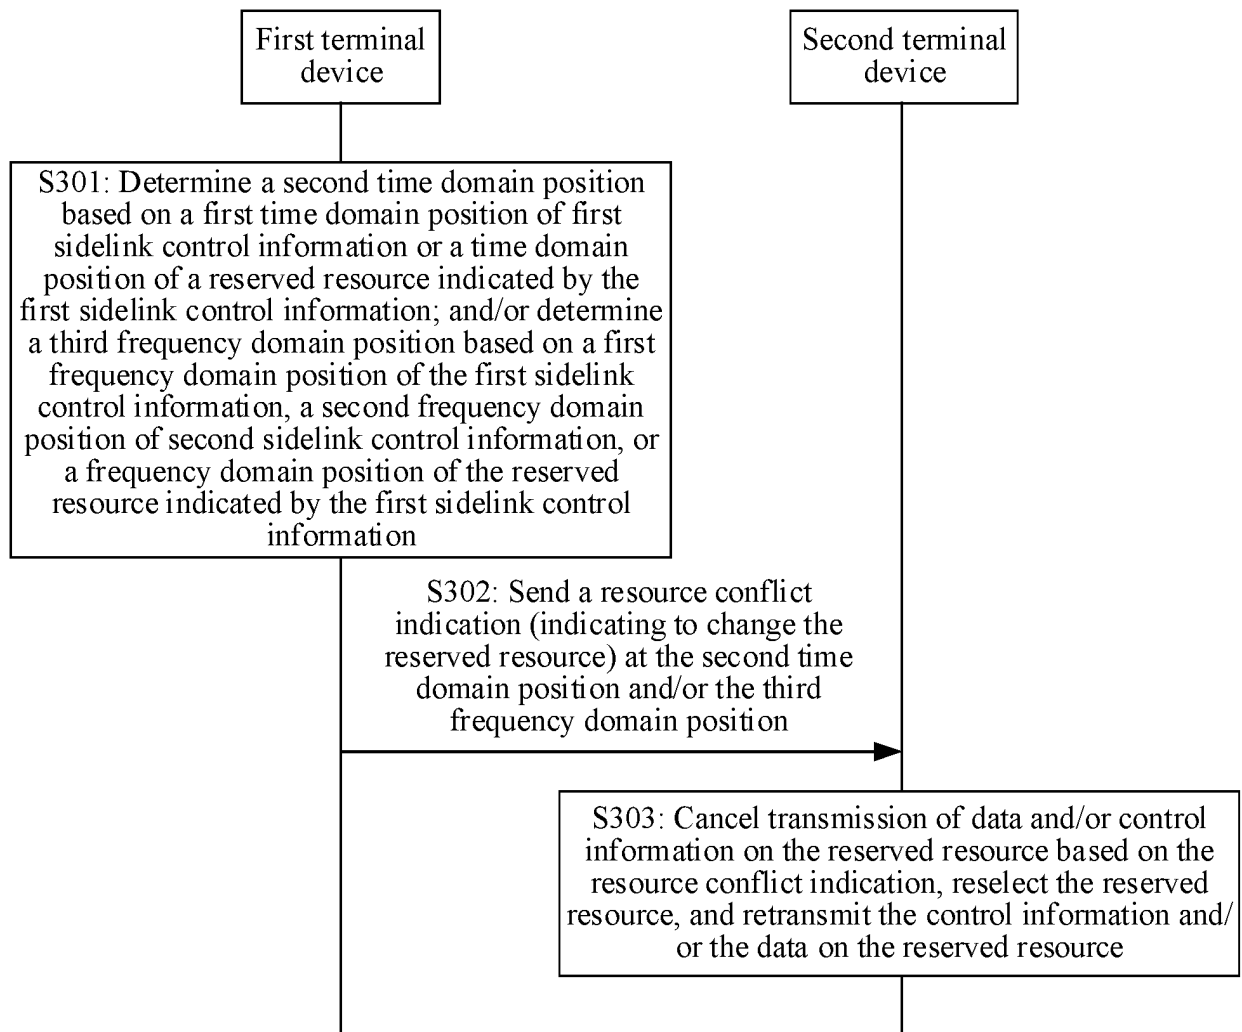 First terminal
device
Second terminal
device
S301: Determine a second time domain position
based on a first time domain position of first
sidelink control information or a time domain
position of a reserved resource indicated by the
first sidelink control information; and/or determine
a third frequency domain position based on a first
frequency domain position of the first sidelink
control information, a second frequency domain
position of second sidelink control information, or
a frequency domain position of the reserved
resource indicated by the first sidelink control
information
S302: Send a resource conflict
indication (indicating to change the
reserved resource) at the second time
domain position and/or the third
frequency domain position
S303: Cancel transmission of data and/or control
information on the reserved resource based on the
resource conflict indication, reselect the reserved
resource, and retransmit the control information and/
or the data on the reserved resource